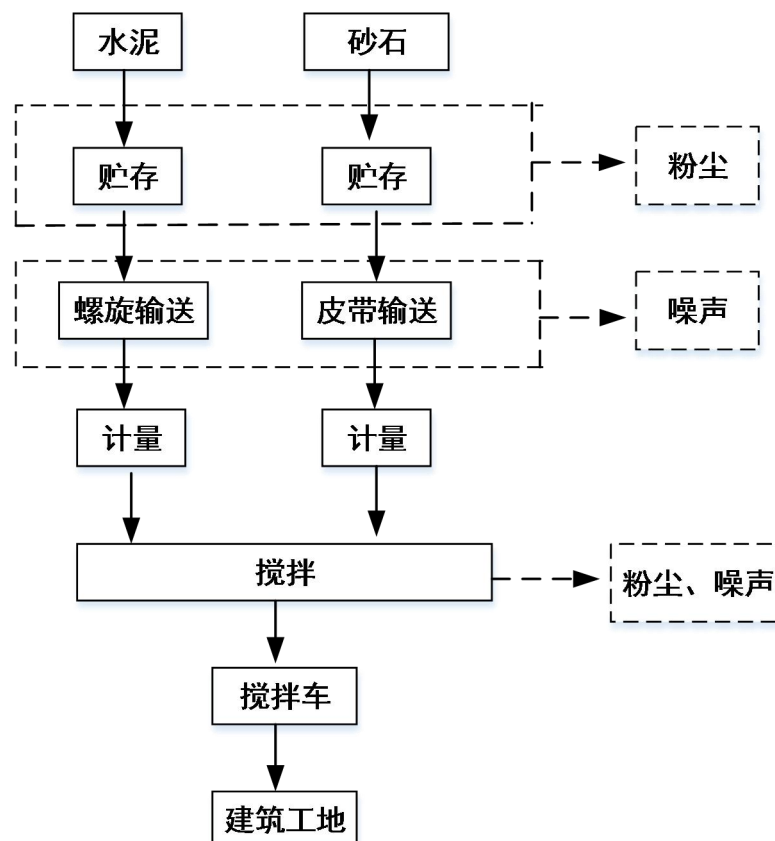 水泥
砂石
贮存
贮存
粉尘
螺旋输送
皮带输送
噪声
计量
计量
搅拌
粉尘、噪声
搅拌车
建筑工地